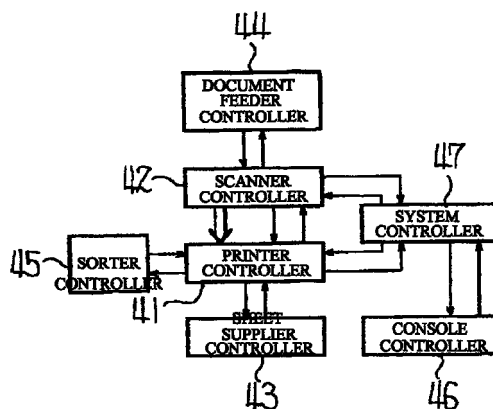 44
DOCUMENT
FEEDER
CONTROLLER
42
SCANNER
CONTROLLER
47
SYSTEM
CONTROLLER
45
SORTER
CONTROLLER
PRINTER
CONTROLLER
41
SHEET
SUPPLIER
CONTROLLER
43
CONSOLE
CONTROLLER
46